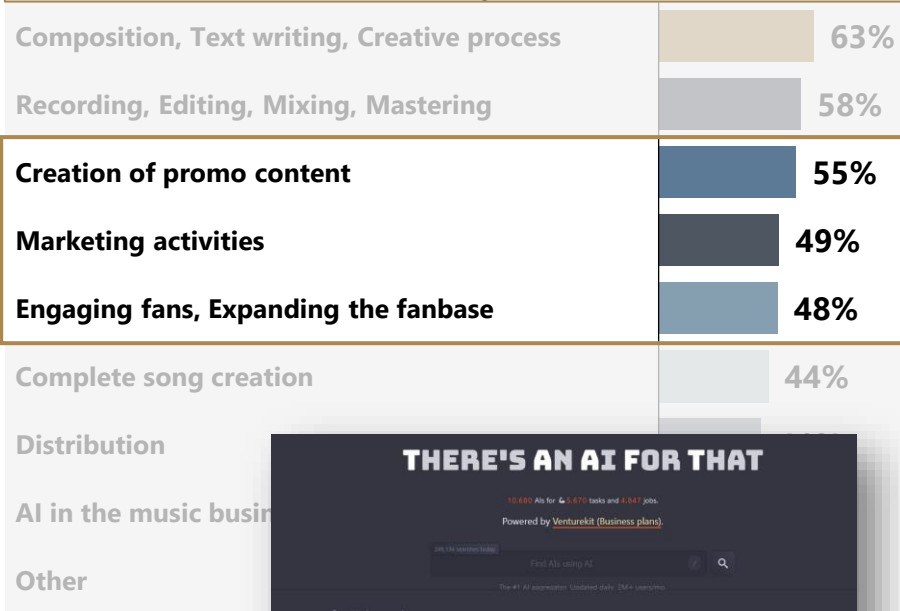 Composition, Text writing, Creative process 63%
Recording, Editing, Mixing, Mastering 58%
Creation of promo content 55%
Marketing activities 49%
Engaging fans, Expanding the fanbase 48%
Complete song creation 44%
Distribution
AI in the music busin
Other
THERE'S AN AI FOR THAT
10.680 AIs for 5.670 tasks and 4.847 jobs.
Powered by Venturekit (Business plans).
Find AIs using AI
The #1 AI aggregator. Updated daily. 2M+ users/mo.